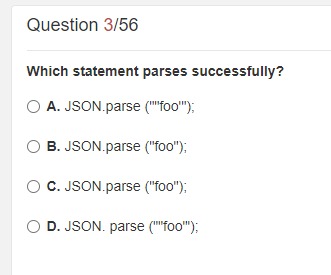 Question 3/56
Which statement parses successfully?
A. JSON.parse (""foo'");
B. JSON.parse ("foo");
C. JSON.parse ("foo");
D. JSON. parse (""foo'");